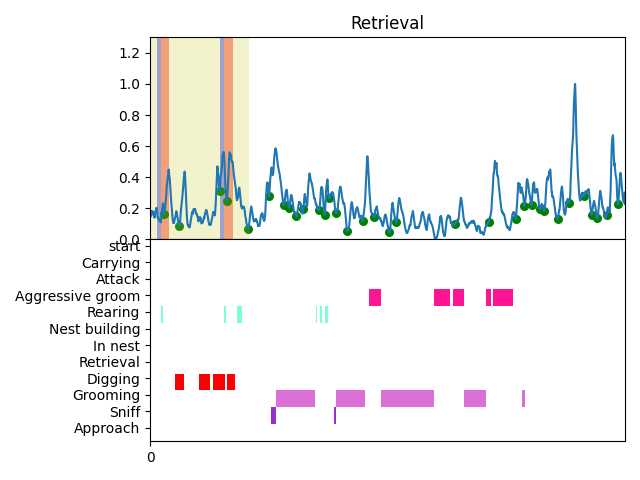 Retrieval
1.2
1.0
0.8
0.6
0.4
0.2
0.0
start
Carrying
Attack
Aggressive groom
Rearing
Nest building
In nest
Retrieval
Digging
Grooming
Sniff
Approach
0